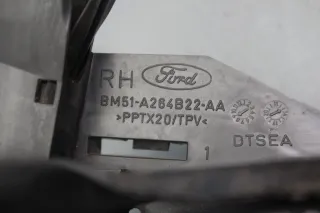 RH Ford
BM51-A264B22-AA
>PPTX20/TPV<
1 DTSEA